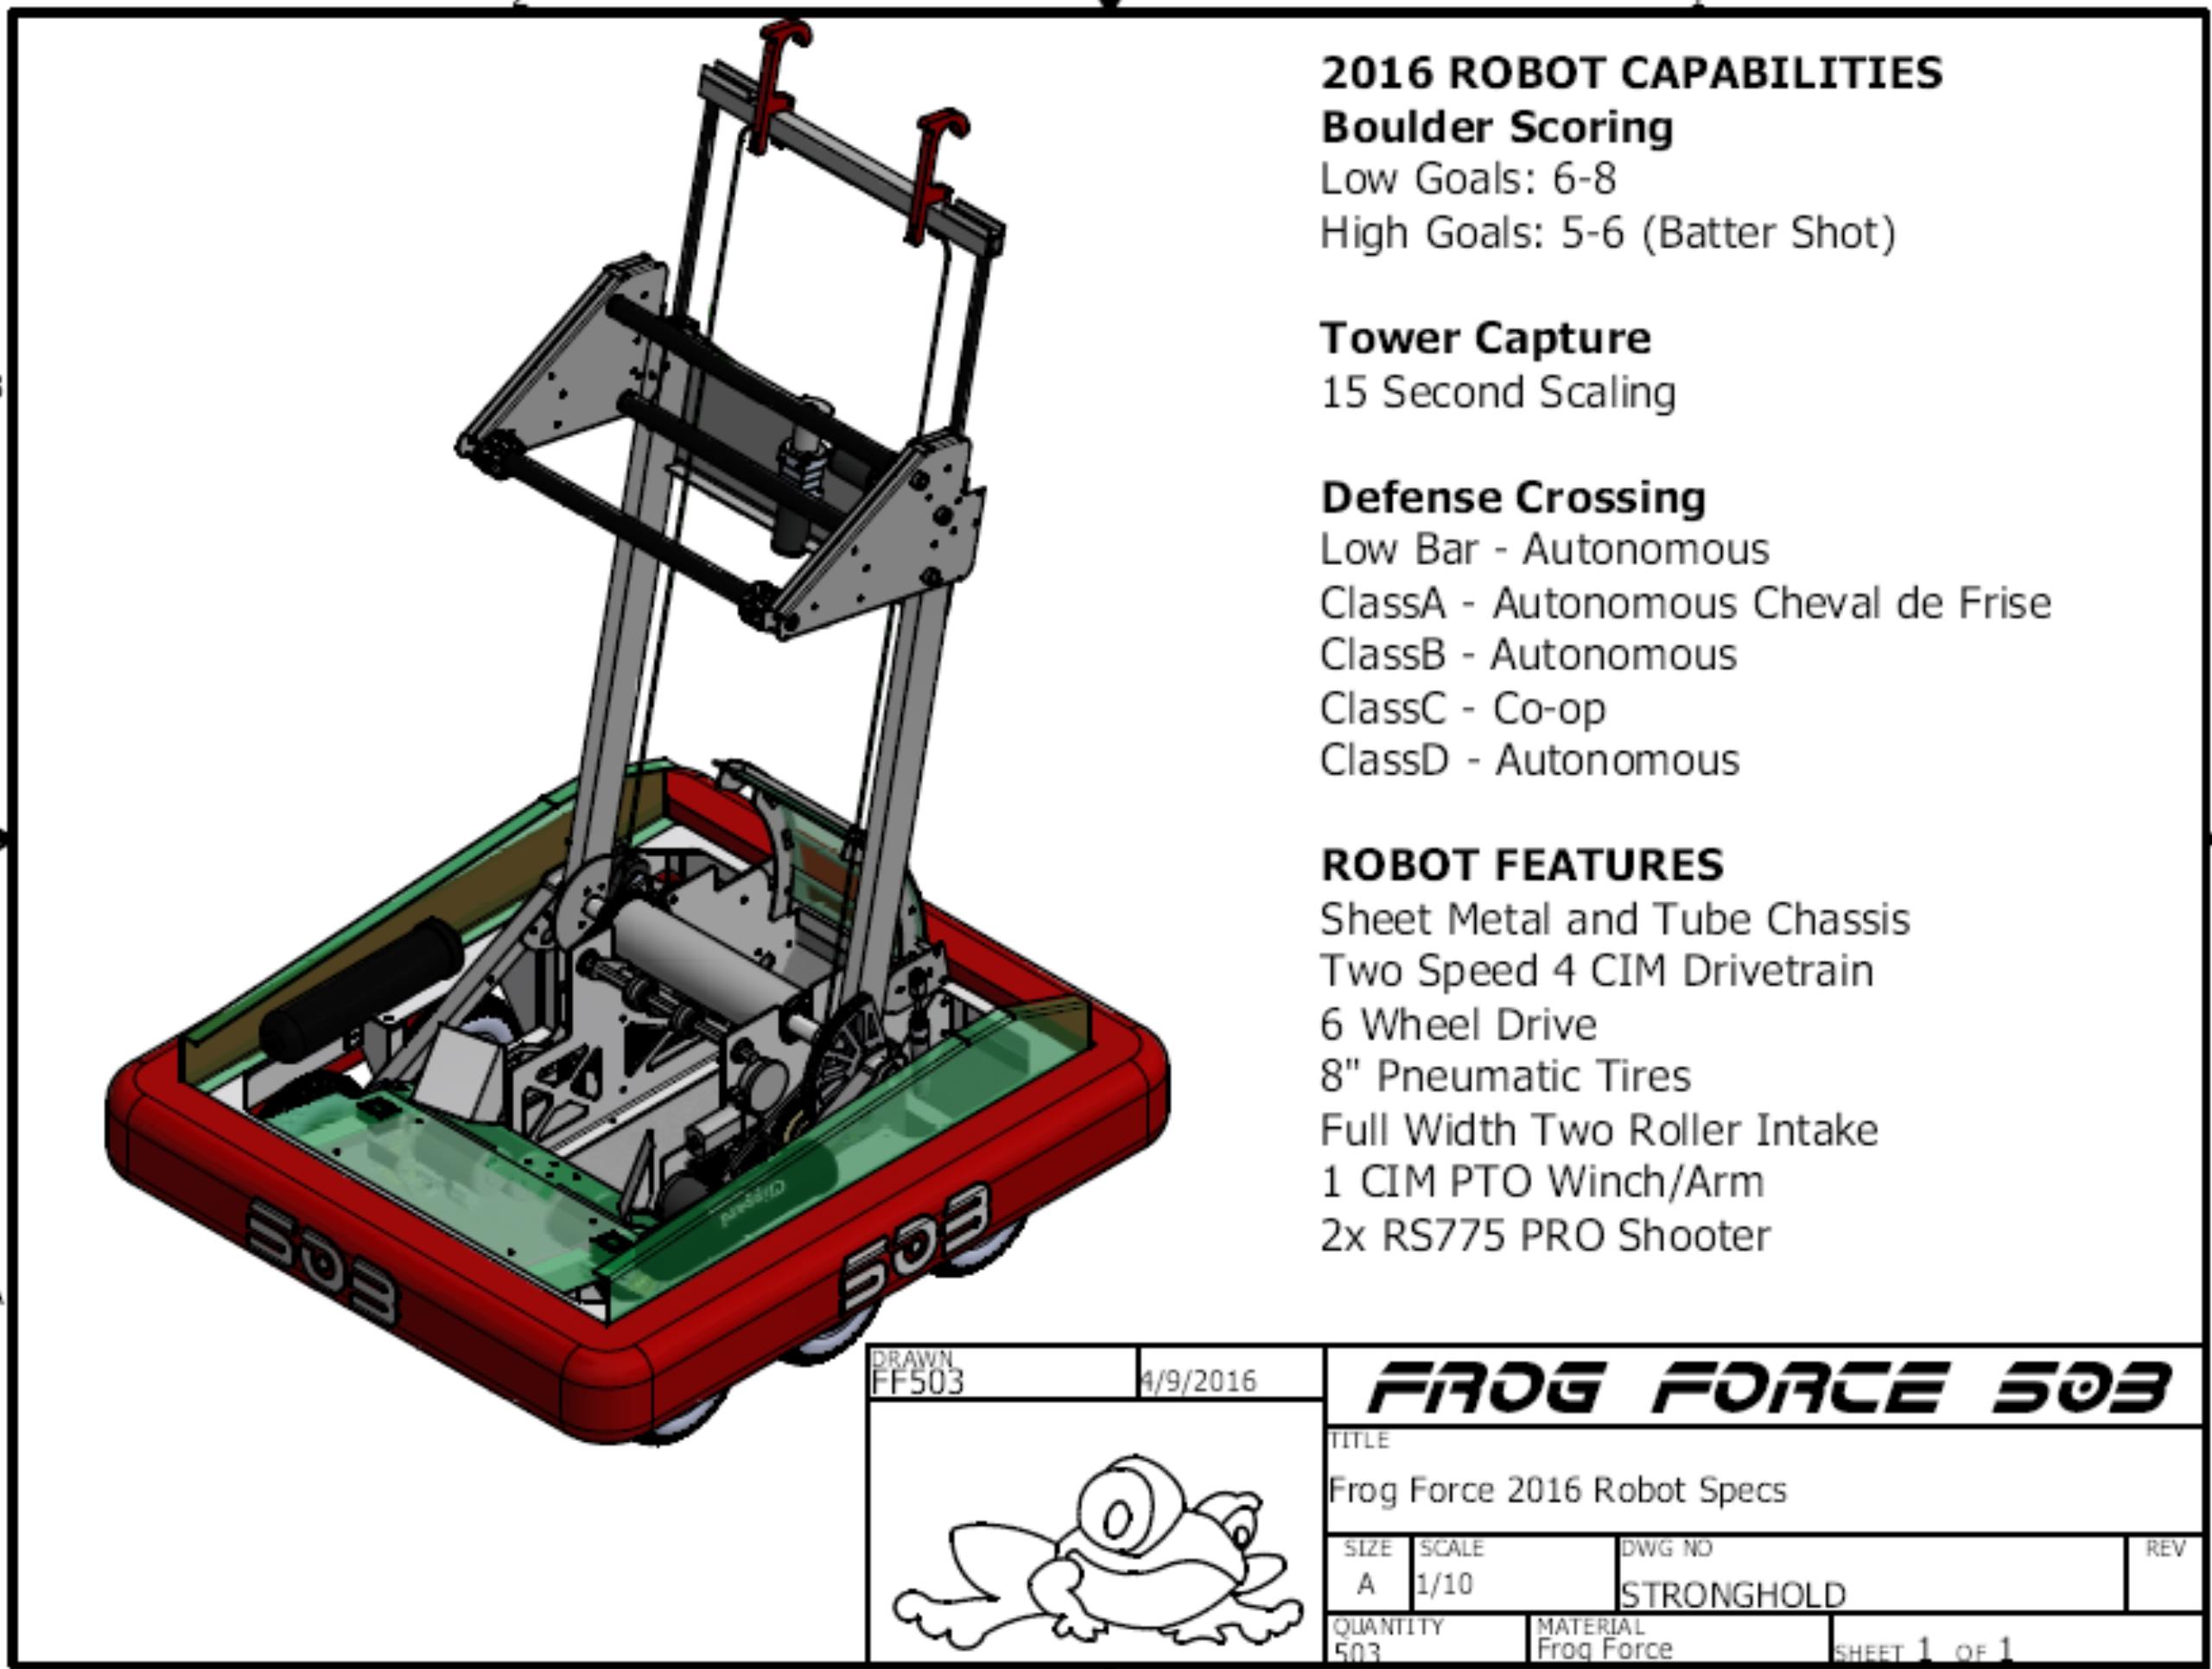 2016 ROBOT CAPABILITIES
Boulder Scoring
Low Goals: 6-8
High Goals: 5-6 (Batter Shot)
Tower Capture
15 Second Scaling
Defense Crossing
Low Bar - Autonomous
ClassA - Autonomous Cheval de Frise
ClassB - Autonomous
ClassC - Co-op
ClassD - Autonomous
ROBOT FEATURES
Sheet Metal and Tube Chassis
Two Speed 4 CIM Drivetrain
6 Wheel Drive
8" Pneumatic Tires
Full Width Two Roller Intake
1 CIM PTO Winch/Arm
2x RS775 PRO Shooter
503
503
DRAWN
FF503
4/9/2016
FROG FORCE 503
TITLE
Frog Force 2016 Robot Specs
SIZE
A
SCALE
1/10
DWG NO
STRONGHOLD
REV
QUANTITY
503
MATERIAL
Frog Force
SHEET 1 OF 1